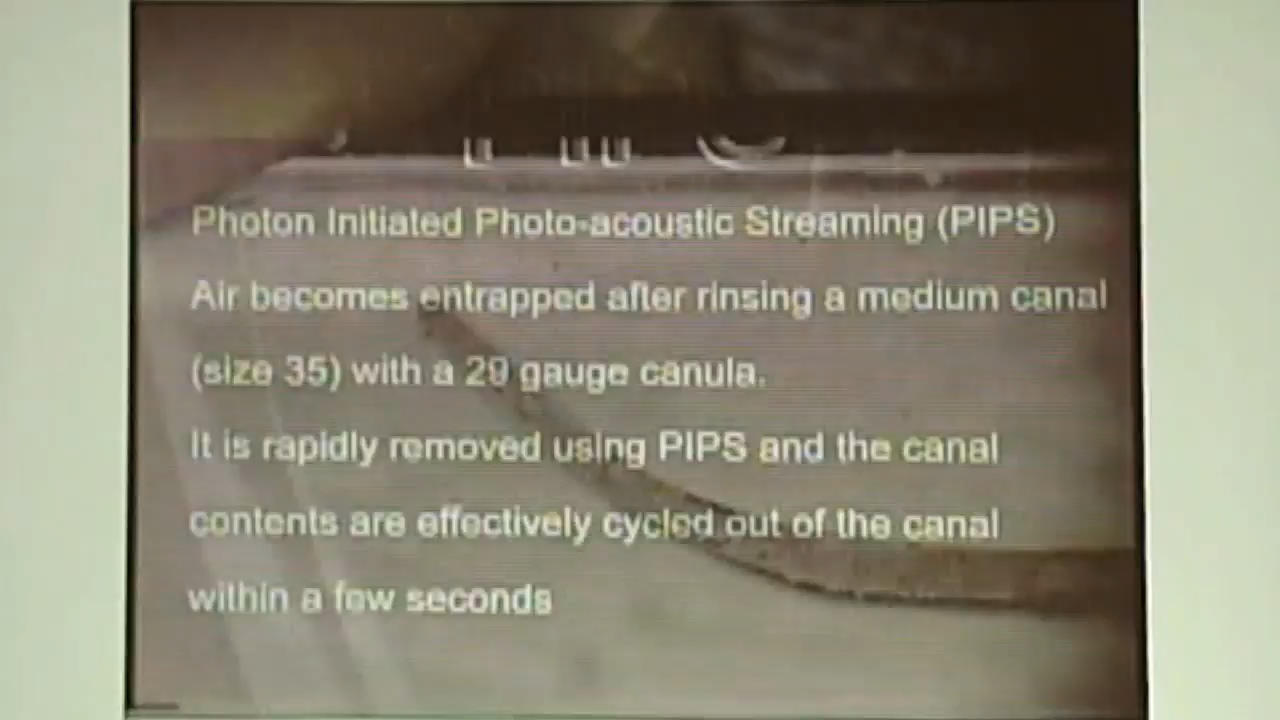 Photon Initiated Photo-acoustic Streaming (PIPS)
Air becomes entrapped after rinsing a medium canal
(size 35) with a 29 gauge canula.
It is rapidly removed using PIPS and the canal
contents are effectively cycled out of the canal
within a few seconds